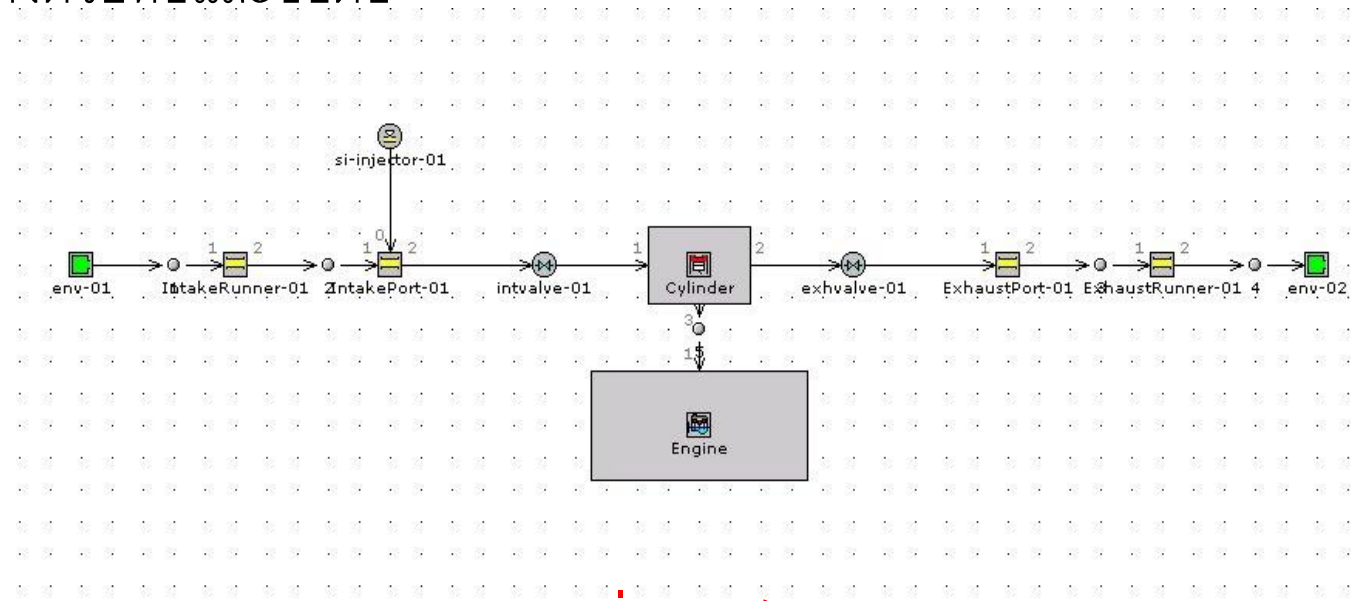 si-injector-01
0
1 2 1 2 1 2 1 2 1 2
env-01 IntakeRunner-01 IntakePort-01 intvalve-01 Cylinder exhvalve-01 ExhaustPort-01 ExhaustRunner-01 4 env-02
3
Engine